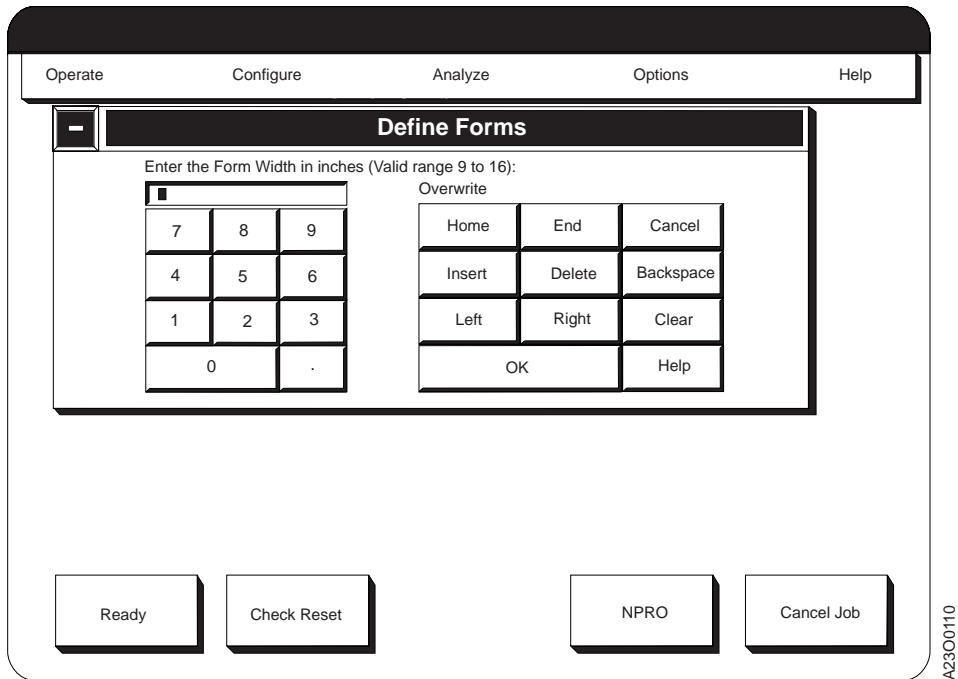 Operate Configure Analyze Options Help
Define Forms
Enter the Form Width in inches (Valid range 9 to 16):
Overwrite
7 8 9 Home End Cancel
4 5 6 Insert Delete Backspace
1 2 3 Left Right Clear
0 . OK Help
Ready Check Reset NPRO Cancel Job
A23O0110